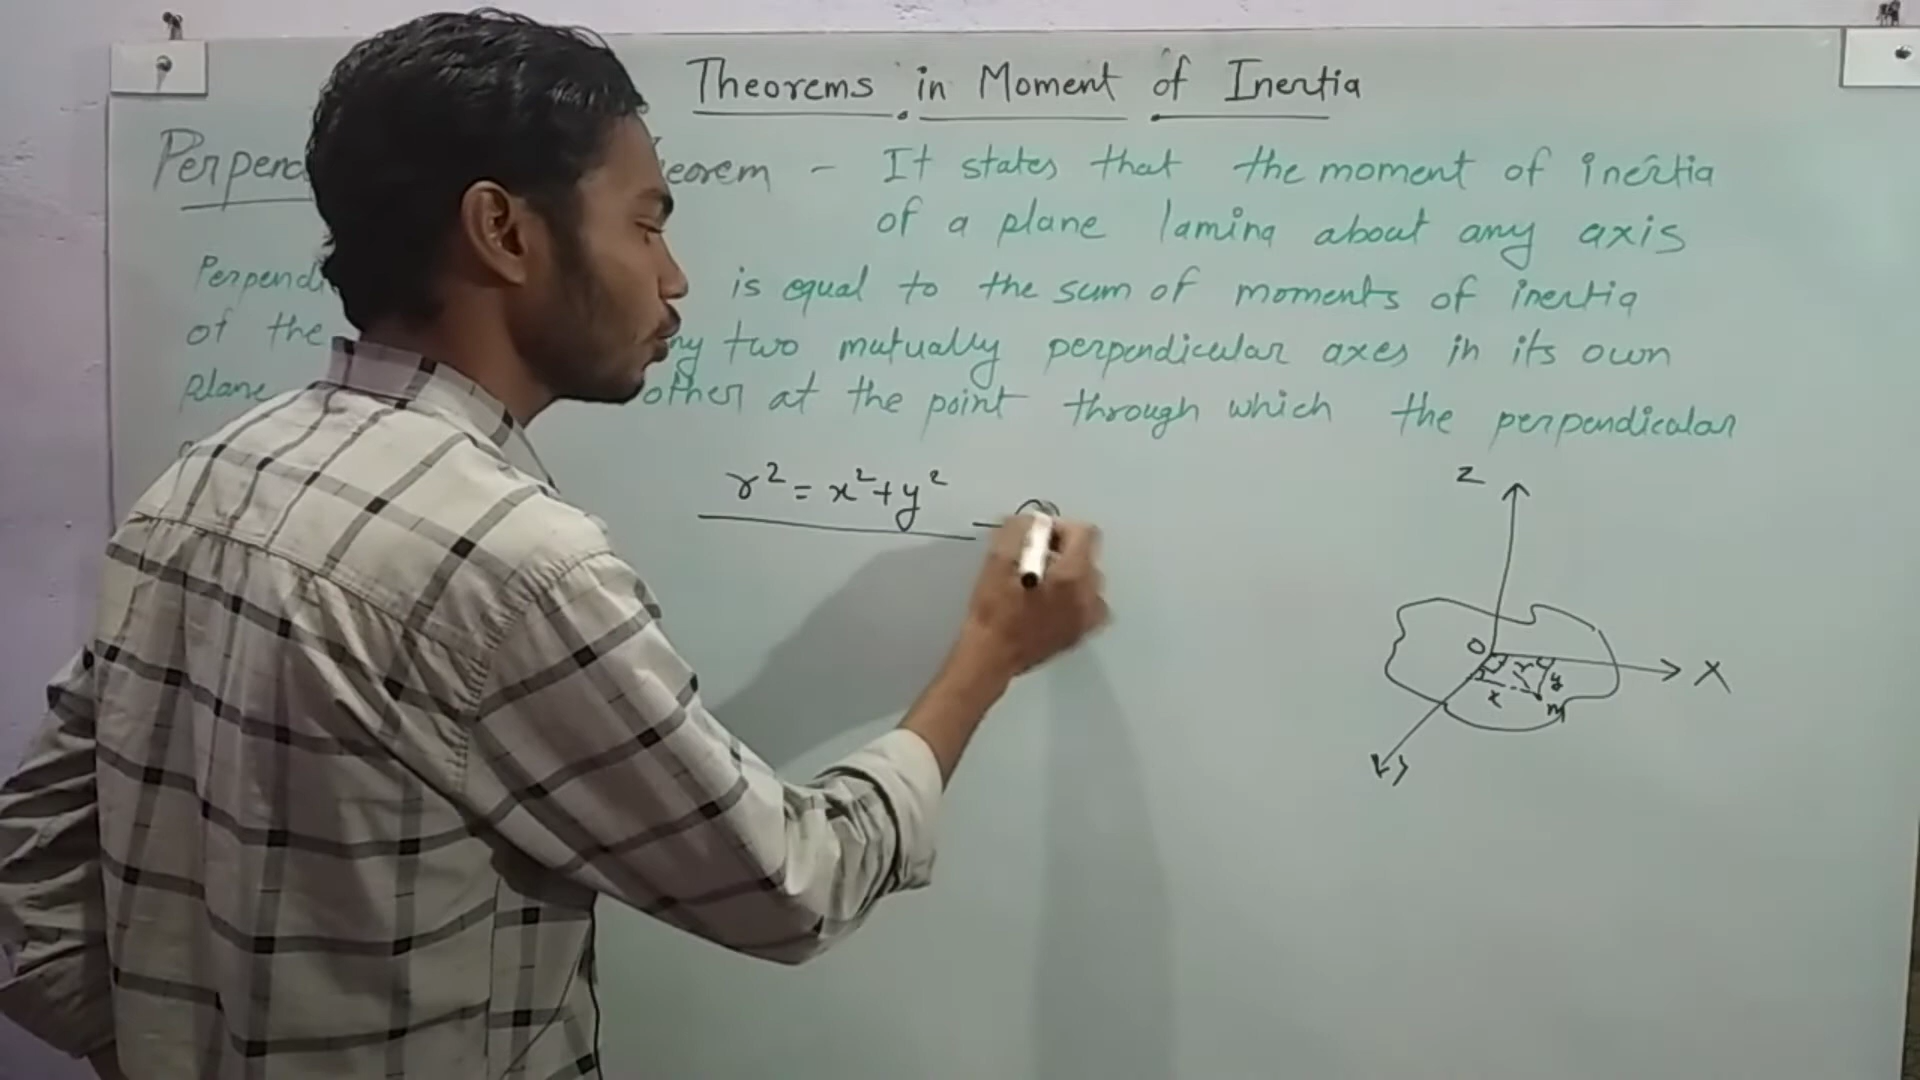 Theorems in Moment of Inertia
Perpend eorem - It states that the moment of inertia
of a plane lamina about any axis
Perpendi is equal to the sum of moments of inertia
of the ny two mutually perpendicular axes in its own
plane other at the point through which the perpendicular
r² = x² + y² -
Z
O r y
x m
X
Y